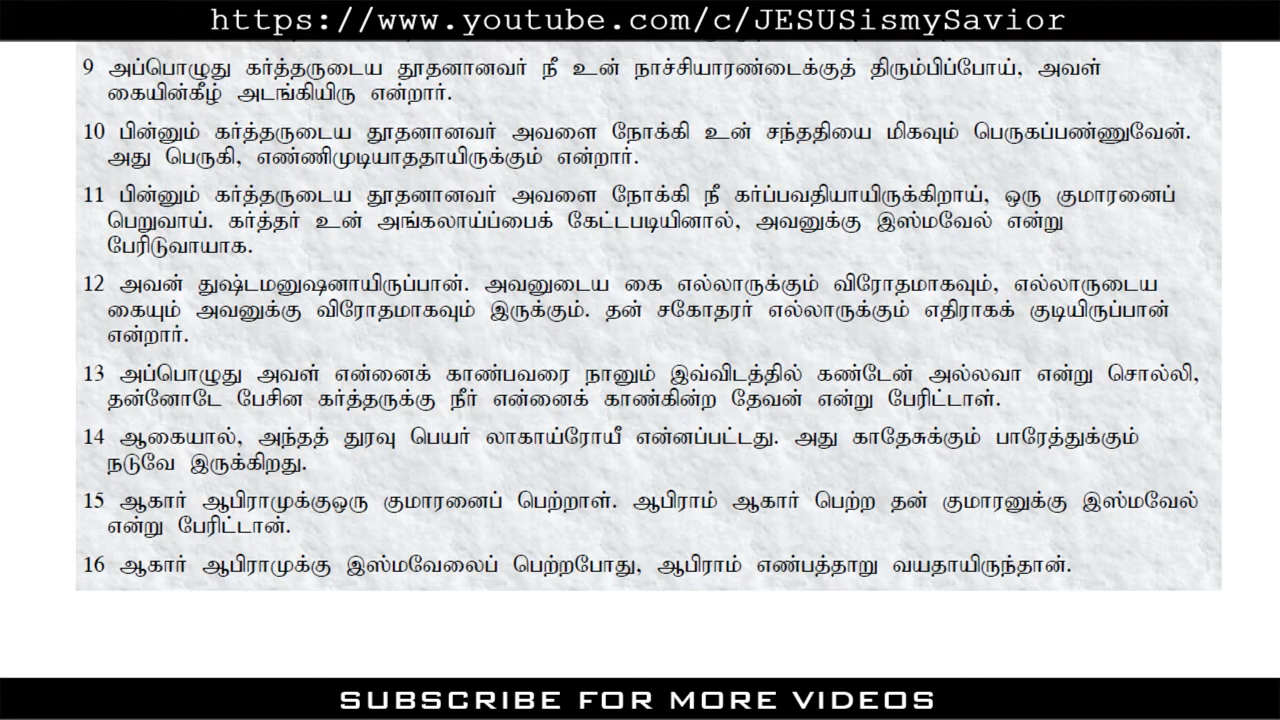 https://www.youtube.com/c/JESUSismySavior
9 அப்பொழுது கர்த்தருடைய தூதனானவர் நீ உன் நாச்சியாரண்டைக்குத் திரும்பிப்போய், அவள்
கையின்கீழ் அடங்கியிரு என்றார்.
10 பின்னும் கர்த்தருடைய தூதனானவர் அவளை நோக்கி உன் சந்ததியை மிகவும் பெருகப்பண்ணுவேன்.
அது பெருகி, எண்ணிமுடியாததாயிருக்கும் என்றார்.
11 பின்னும் கர்த்தருடைய தூதனானவர் அவளை நோக்கி நீ கர்ப்பவதியாயிருக்கிறாய், ஒரு குமாரனைப்
பெறுவாய். கர்த்தர் உன் அங்கலாய்ப்பைக் கேட்டபடியினால், அவனுக்கு இஸ்மவேல் என்று
பேரிடுவாயாக.
12 அவன் துஷ்டமனுஷனாயிருப்பான். அவனுடைய கை எல்லாருக்கும் விரோதமாகவும், எல்லாருடைய
கையும் அவனுக்கு விரோதமாகவும் இருக்கும். தன் சகோதரர் எல்லாருக்கும் எதிராகக் குடியிருப்பான்
என்றார்.
13 அப்பொழுது அவள் என்னைக் காண்பவரை நானும் இவ்விடத்தில் கண்டேன் அல்லவா என்று சொல்லி,
தன்னோடே பேசின கர்த்தருக்கு நீர் என்னைக் காண்கின்ற தேவன் என்று பேரிட்டாள்.
14 ஆகையால், அந்தத் துரவு பெயர் லாகாய்ரோயீ என்னப்பட்டது. அது காதேசுக்கும் பாரேத்துக்கும்
நடுவே இருக்கிறது.
15 ஆகார் ஆபிராமுக்குஒரு குமாரனைப் பெற்றாள். ஆபிராம் ஆகார் பெற்ற தன் குமாரனுக்கு இஸ்மவேல்
என்று பேரிட்டான்.
16 ஆகார் ஆபிராமுக்கு இஸ்மவேலைப் பெற்றபோது, ஆபிராம் எண்பத்தாறு வயதாயிருந்தான்.
SUBSCRIBE FOR MORE VIDEOS